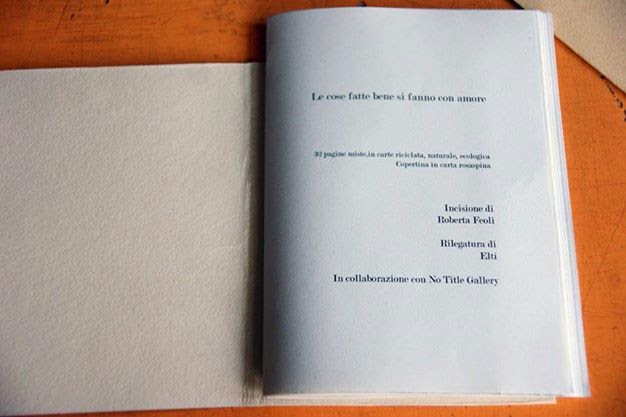 Le cose fatte bene si fanno con amore
32 pagine miste,in carte riciclata, naturale, ecologica
Copertina in carta rosaspina
Incisione di
Roberta Feoli
Rilegatura di
Elti
In collaborazione con No Title Gallery